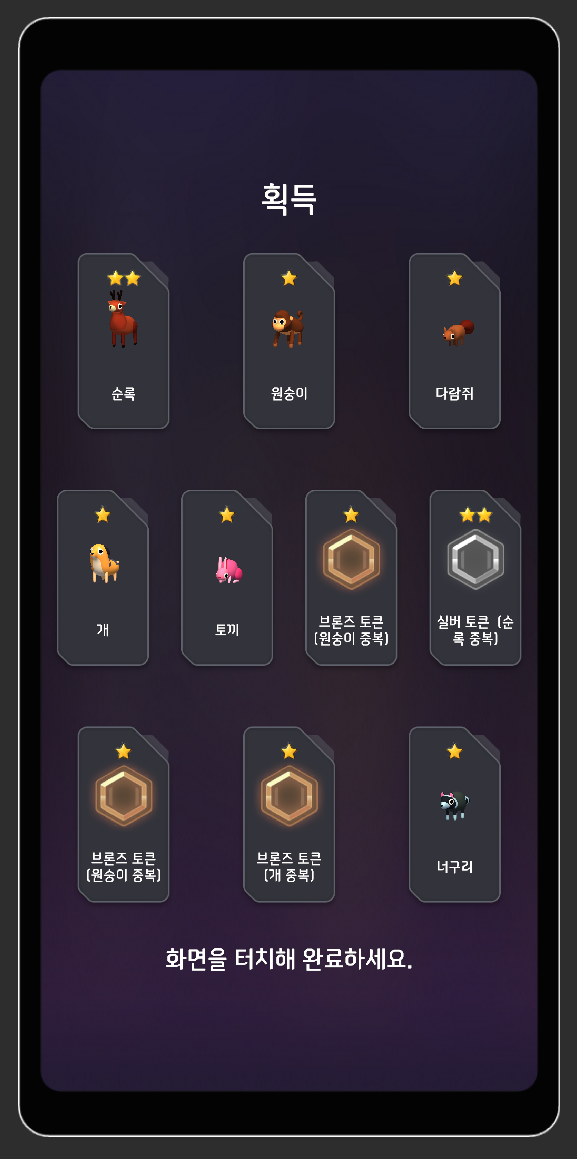 획득
순록
원숭이
다람쥐
개
토끼
브론즈 토큰
(원숭이 중복)
실버 토큰 (순
록 중복)
브론즈 토큰
(원숭이 중복)
브론즈 토큰
(개 중복)
너구리
화면을 터치해 완료하세요.